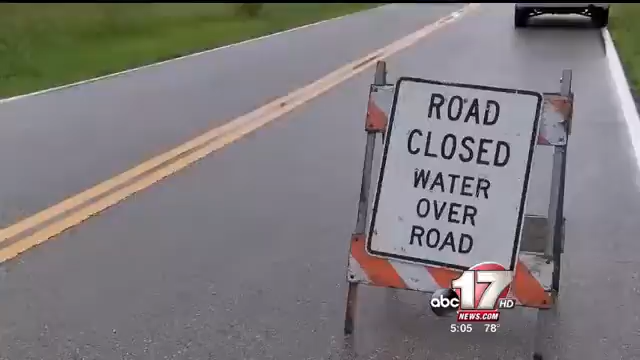 ROAD
CLOSED
WATER
OVER
ROAD
abc 17 HD
NEWS.COM
5:05 78°